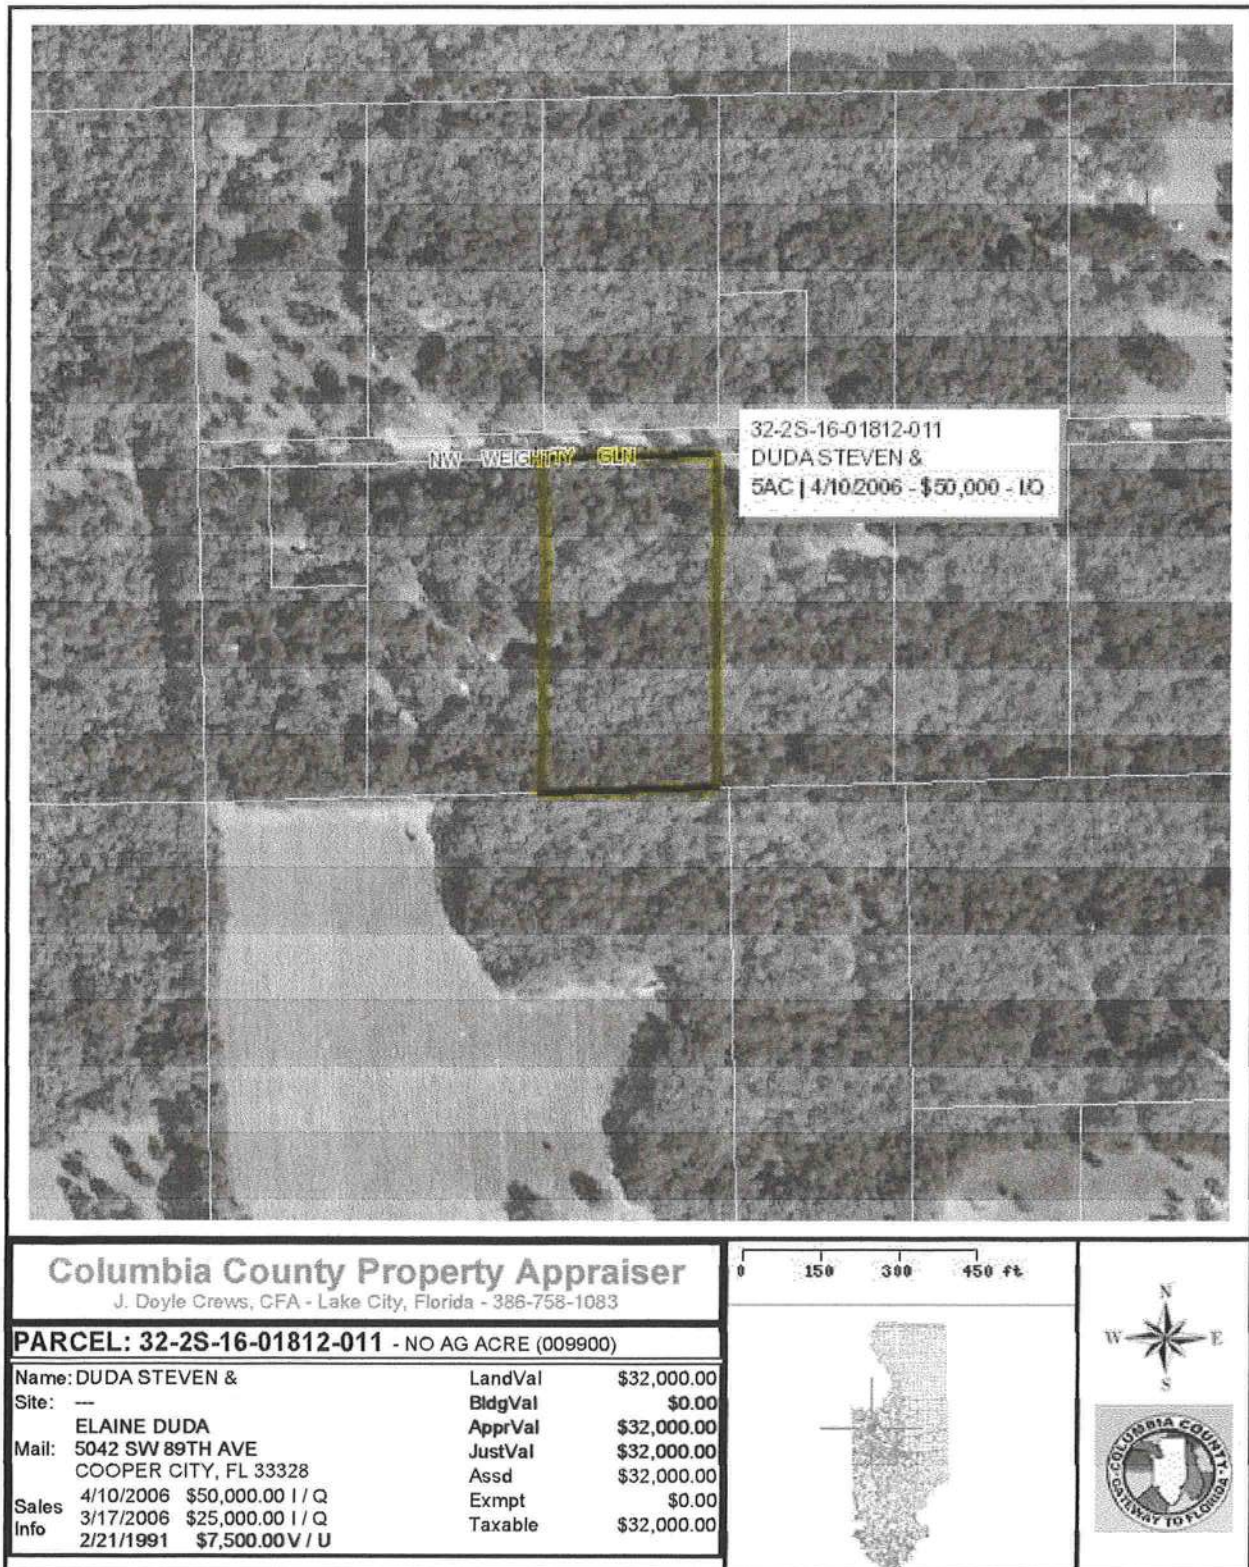 NW WEIGHTY GLN
32-2S-16-01812-011
DUDA STEVEN &
5AC | 4/10/2006 - $50,000 - I/Q
Columbia County Property Appraiser
J. Doyle Crews, CFA - Lake City, Florida - 386-758-1083
PARCEL: 32-2S-16-01812-011 - NO AG ACRE (009900)
Name: DUDA STEVEN & LandVal $32,000.00
Site: --- BldgVal $0.00
ELAINE DUDA ApprVal $32,000.00
Mail: 5042 SW 89TH AVE JustVal $32,000.00
COOPER CITY, FL 33328 Assd $32,000.00
Sales Info 4/10/2006 $50,000.00 I / Q Exmpt $0.00
3/17/2006 $25,000.00 I / Q Taxable $32,000.00
2/21/1991 $7,500.00 V / U
0 150 300 450 ft
N
W E
S
COLUMBIA COUNTY
GATEWAY TO FLORIDA